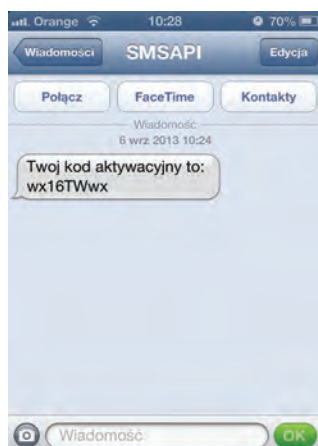 Orange 10:28 70%
Wiadomości SMSAPI Edycja
Połącz FaceTime Kontakty
Wiadomość
6 wrz 2013 10:24
Twoj kod aktywacyjny to:
wx16TWwx
Wiadomość OK